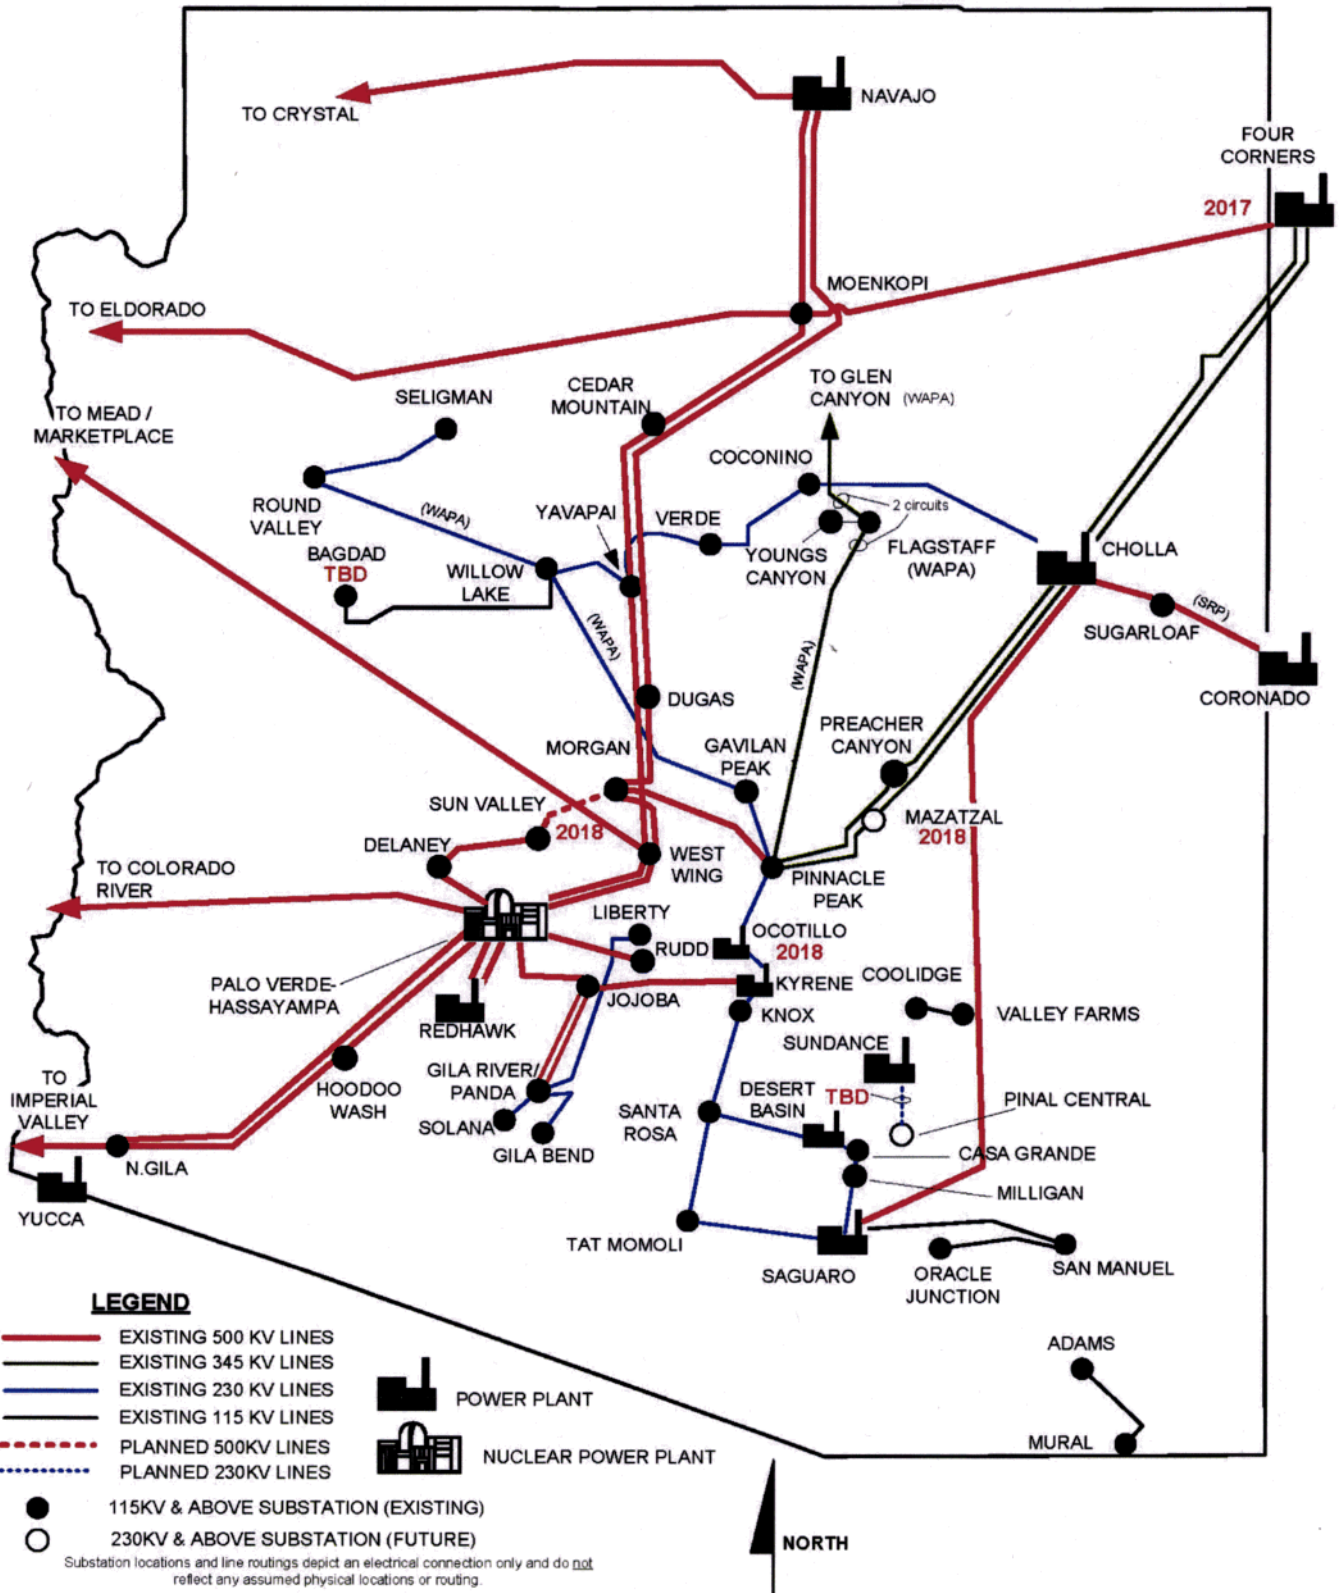 NAVAJO
TO CRYSTAL
FOUR
CORNERS
2017
MOENKOPI
TO ELDORADO
TO GLEN
CANYON (WAPA)
CEDAR
MOUNTAIN
SELIGMAN
TO MEAD /
MARKETPLACE
COCONINO
ROUND
VALLEY
(WAPA)
YAVAPAI
VERDE
2 circuits
YOUNGS
CANYON
FLAGSTAFF
(WAPA)
CHOLLA
BAGDAD
TBD
WILLOW
LAKE
(WAPA)
(WAPA)
(SRP)
SUGARLOAF
CORONADO
DUGAS
MORGAN
GAVILAN
PEAK
PREACHER
CANYON
SUN VALLEY
2018
MAZATZAL
2018
DELANEY
WEST
WING
PINNACLE
PEAK
TO COLORADO
RIVER
LIBERTY
RUDD
OCOTILLO
2018
PALO VERDE-
HASSAYAMPA
JOJOBA
KYRENE
COOLIDGE
REDHAWK
KNOX
VALLEY FARMS
SUNDANCE
HOODOO
WASH
GILA RIVER/
PANDA
DESERT
BASIN
TBD
PINAL CENTRAL
TO
IMPERIAL
VALLEY
SOLANA
GILA BEND
SANTA
ROSA
CASA GRANDE
N.GILA
MILLIGAN
YUCCA
TAT MOMOLI
SAGUARO
ORACLE
JUNCTION
SAN MANUEL
ADAMS
MURAL
LEGEND
EXISTING 500 KV LINES
EXISTING 345 KV LINES
EXISTING 230 KV LINES
EXISTING 115 KV LINES
PLANNED 500KV LINES
PLANNED 230KV LINES
POWER PLANT
NUCLEAR POWER PLANT
115KV & ABOVE SUBSTATION (EXISTING)
230KV & ABOVE SUBSTATION (FUTURE)
Substation locations and line routings depict an electrical connection only and do not
reflect any assumed physical locations or routing.
NORTH